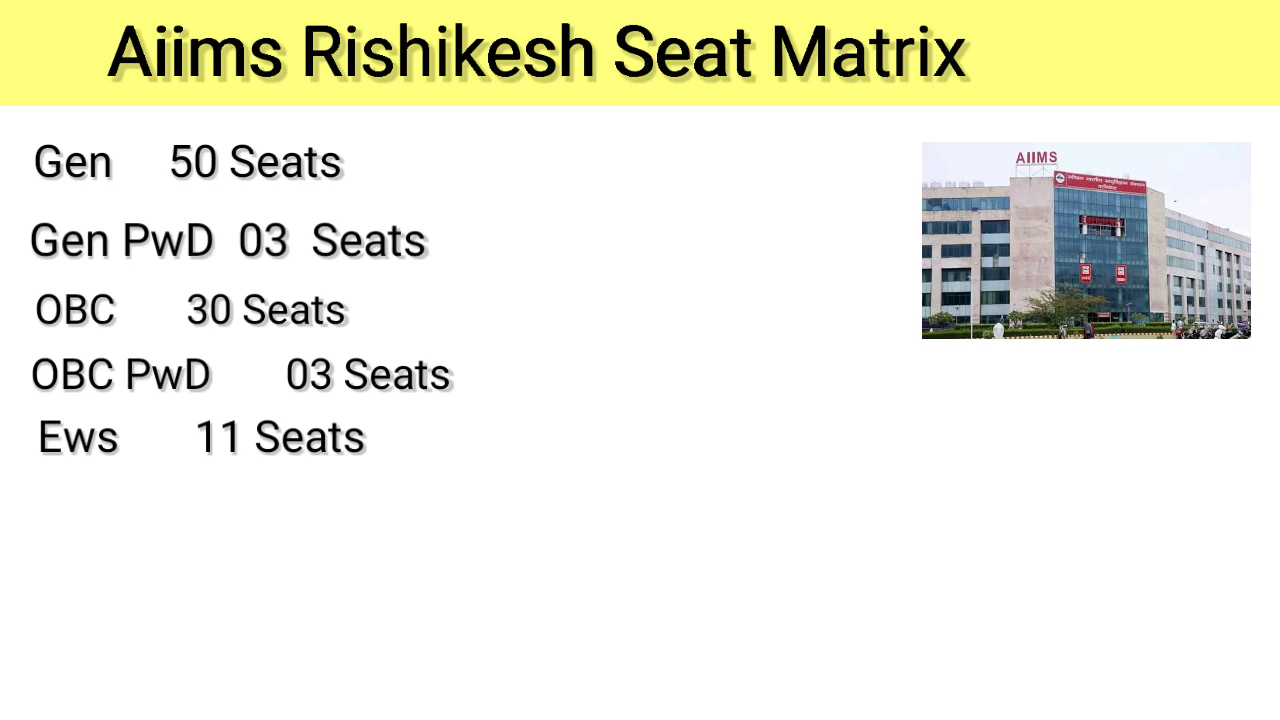 Aiims Rishikesh Seat Matrix
Gen 50 Seats
Gen PwD 03 Seats
OBC 30 Seats
OBC PwD 03 Seats
Ews 11 Seats
AIIMS